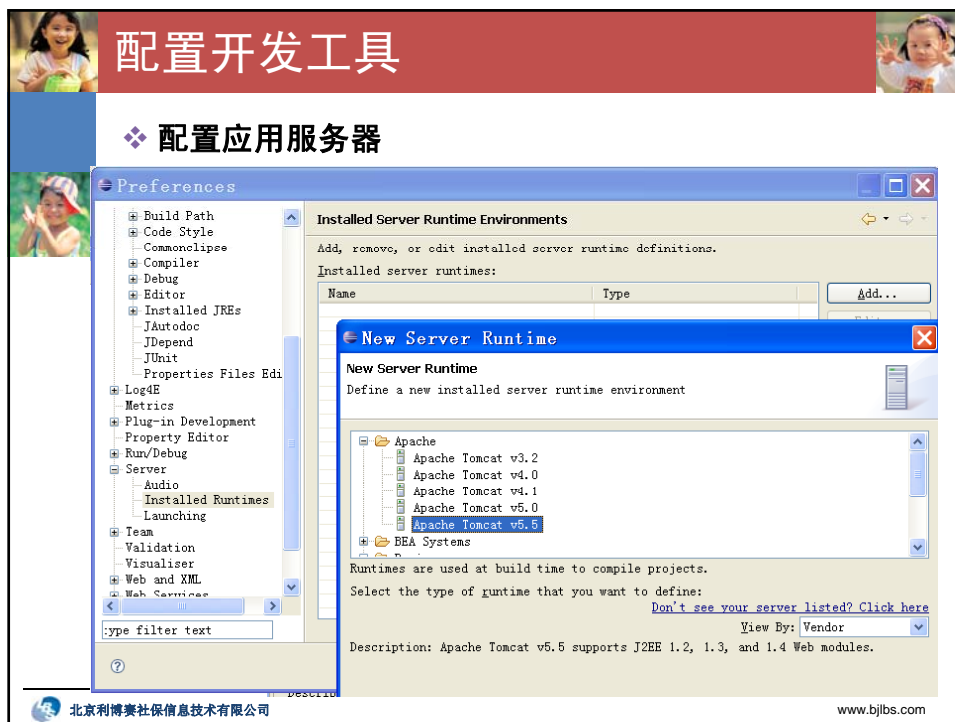 配置开发工具
配置应用服务器
Preferences
Build Path
Code Style
Commonclipse
Compiler
Debug
Editor
Installed JREs
JAutodoc
JDepend
JUnit
Properties Files Edi
Log4E
Metrics
Plug-in Development
Property Editor
Run/Debug
Server
Audio
Installed Runtimes
Launching
Team
Validation
Visualiser
Web and XML
Web Services
:ype filter text
Installed Server Runtime Environments
Add, remove, or edit installed server runtime definitions.
Installed server runtimes:
Name Type
Add...
New Server Runtime
New Server Runtime
Define a new installed server runtime environment
Apache
Apache Tomcat v3.2
Apache Tomcat v4.0
Apache Tomcat v4.1
Apache Tomcat v5.0
Apache Tomcat v5.5
BEA Systems
Runtimes are used at build time to compile projects.
Select the type of runtime that you want to define:
Don't see your server listed? Click here
View By: Vendor
Description: Apache Tomcat v5.5 supports J2EE 1.2, 1.3, and 1.4 Web modules.
北京利博赛社保信息技术有限公司
www.bjlbs.com